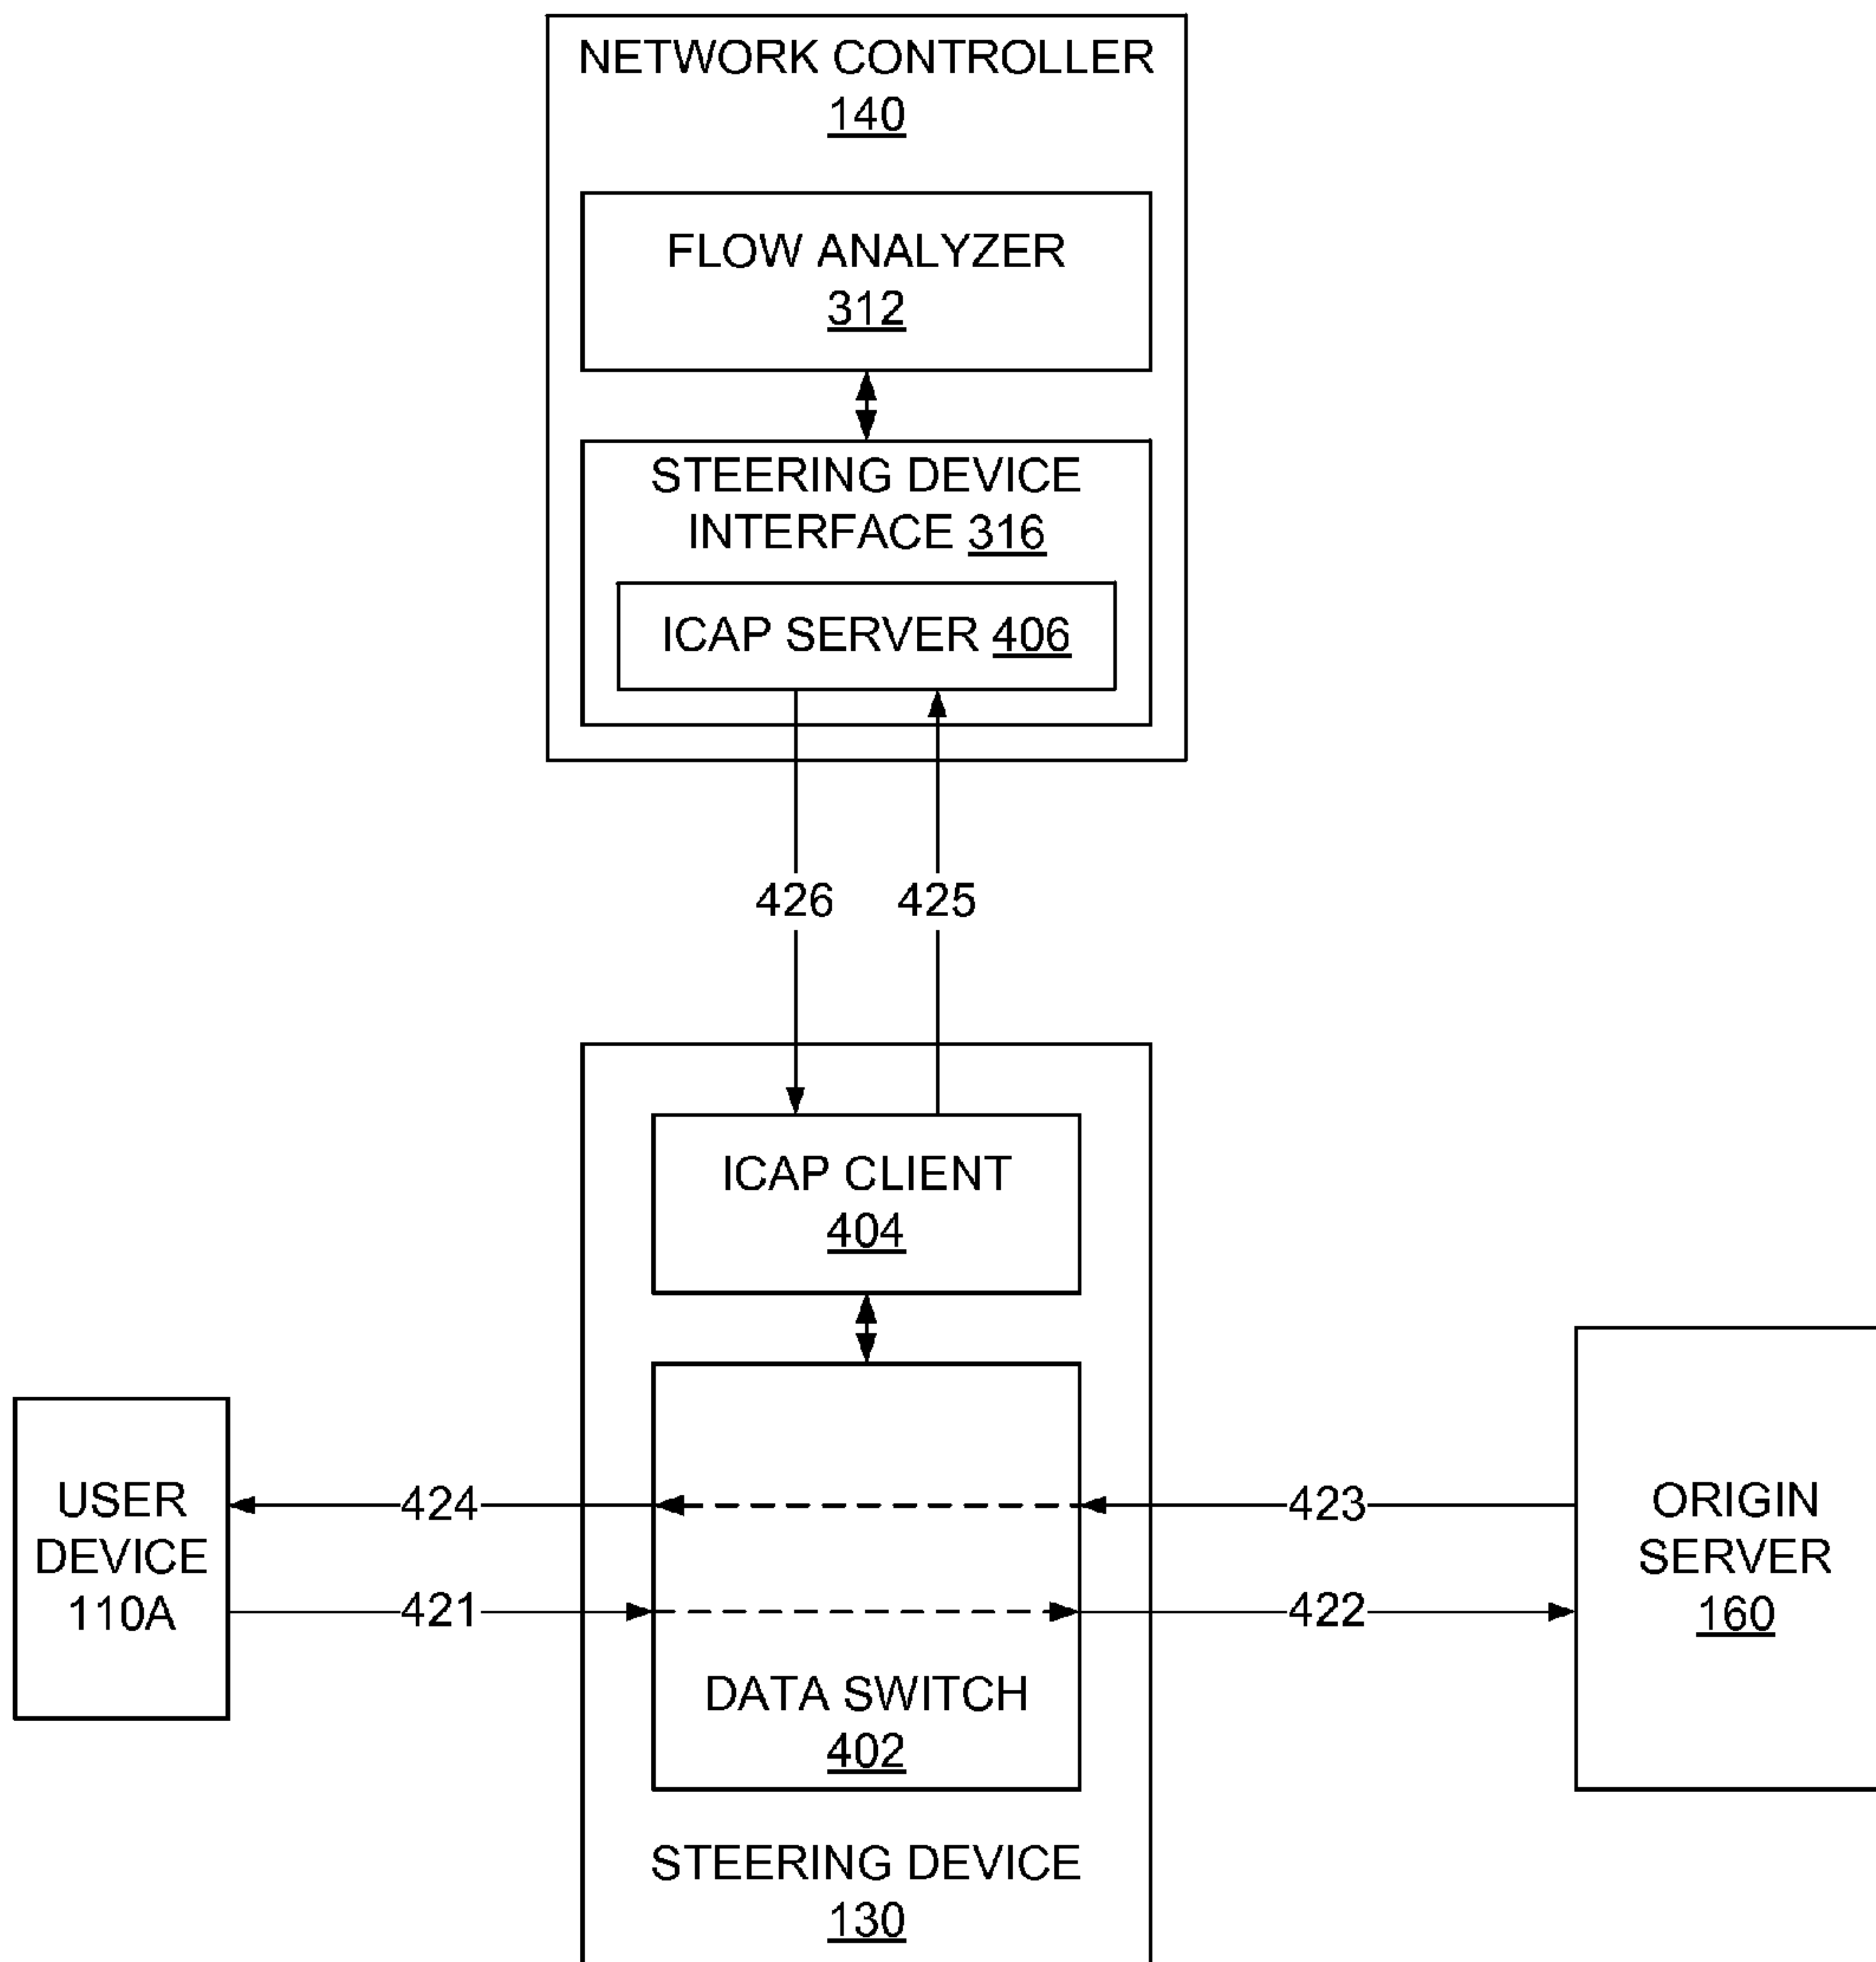 NETWORK CONTROLLER
140
FLOW ANALYZER
312
STEERING DEVICE
INTERFACE 316
ICAP SERVER 406
426
425
ICAP CLIENT
404
USER
DEVICE
110A
424
421
423
422
ORIGIN
SERVER
160
DATA SWITCH
402
STEERING DEVICE
130